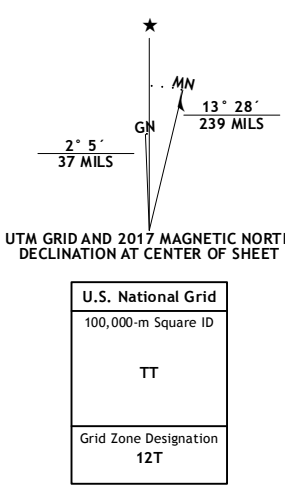 MN
GN
13° 28´
239 MILS
2° 5´
37 MILS
UTM GRID AND 2017 MAGNETIC NORT
DECLINATION AT CENTER OF SHEET
U.S. National Grid
100,000-m Square ID
TT
Grid Zone Designation
12T